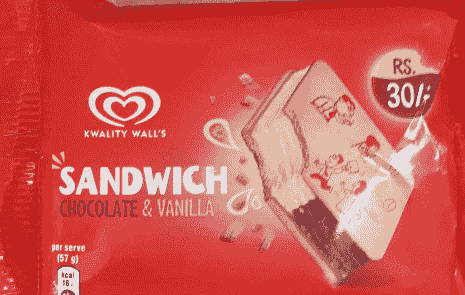 RS.
30/-
KWALITY WALL'S
SANDWICH
CHOCOLATE & VANILLA
per serve
(57 g)
kcal